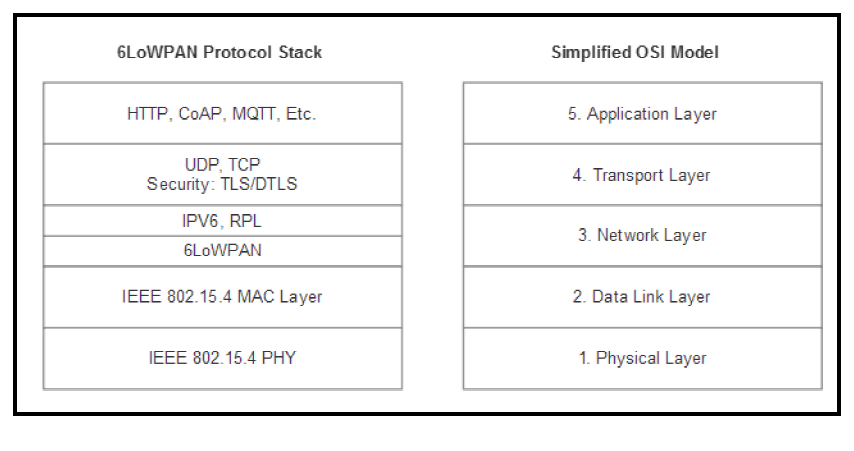 6LoWPAN Protocol Stack
HTTP, CoAP, MQTT, Etc.
UDP, TCP
Security: TLS/DTLS
IPV6, RPL
6LoWPAN
IEEE 802.15.4 MAC Layer
IEEE 802.15.4 PHY
Simplified OSI Model
5. Application Layer
4. Transport Layer
3. Network Layer
2. Data Link Layer
1. Physical Layer